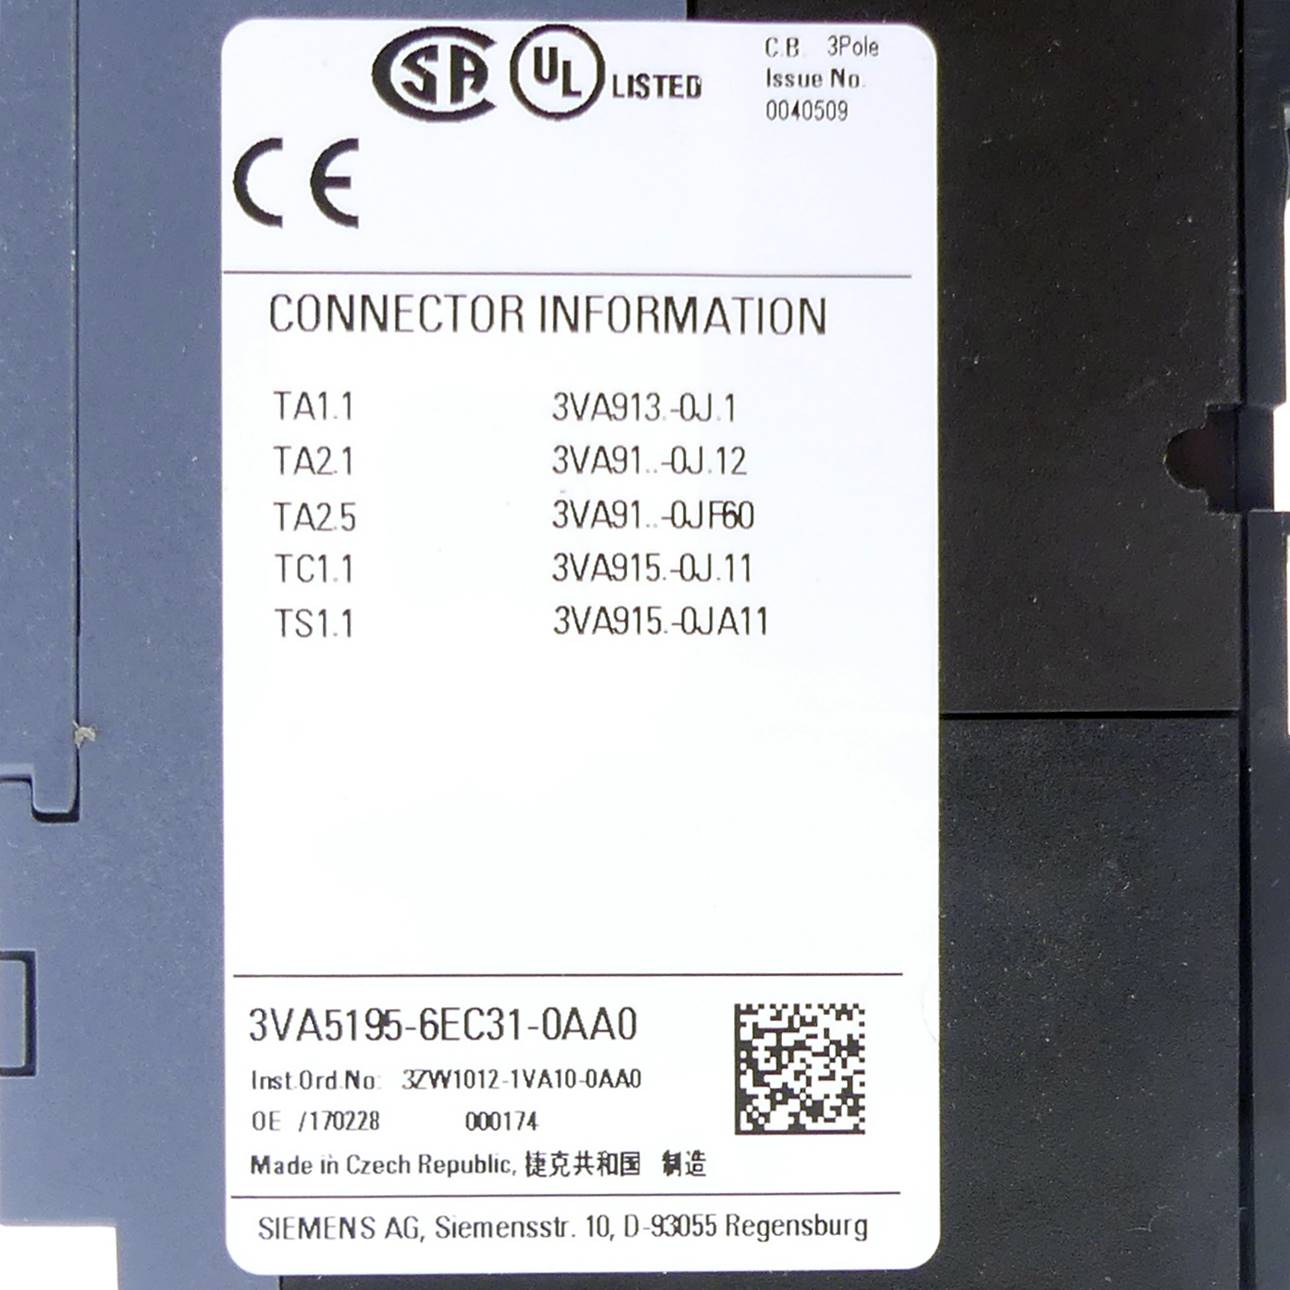 SA UL LISTED
C.B. 3Pole
Issue No.
0040509
CE
CONNECTOR INFORMATION
TA1.1 3VA913.-0J.1
TA2.1 3VA91..-0J.12
TA2.5 3VA91..-0JF60
TC1.1 3VA915.-0J.11
TS1.1 3VA915.-0JA11
3VA5195-6EC31-0AA0
Inst.Ord.No: 3ZW1012-1VA10-0AA0
OE /170228 000174
Made in Czech Republic, 捷克共和国 制造
SIEMENS AG, Siemensstr. 10, D-93055 Regensburg